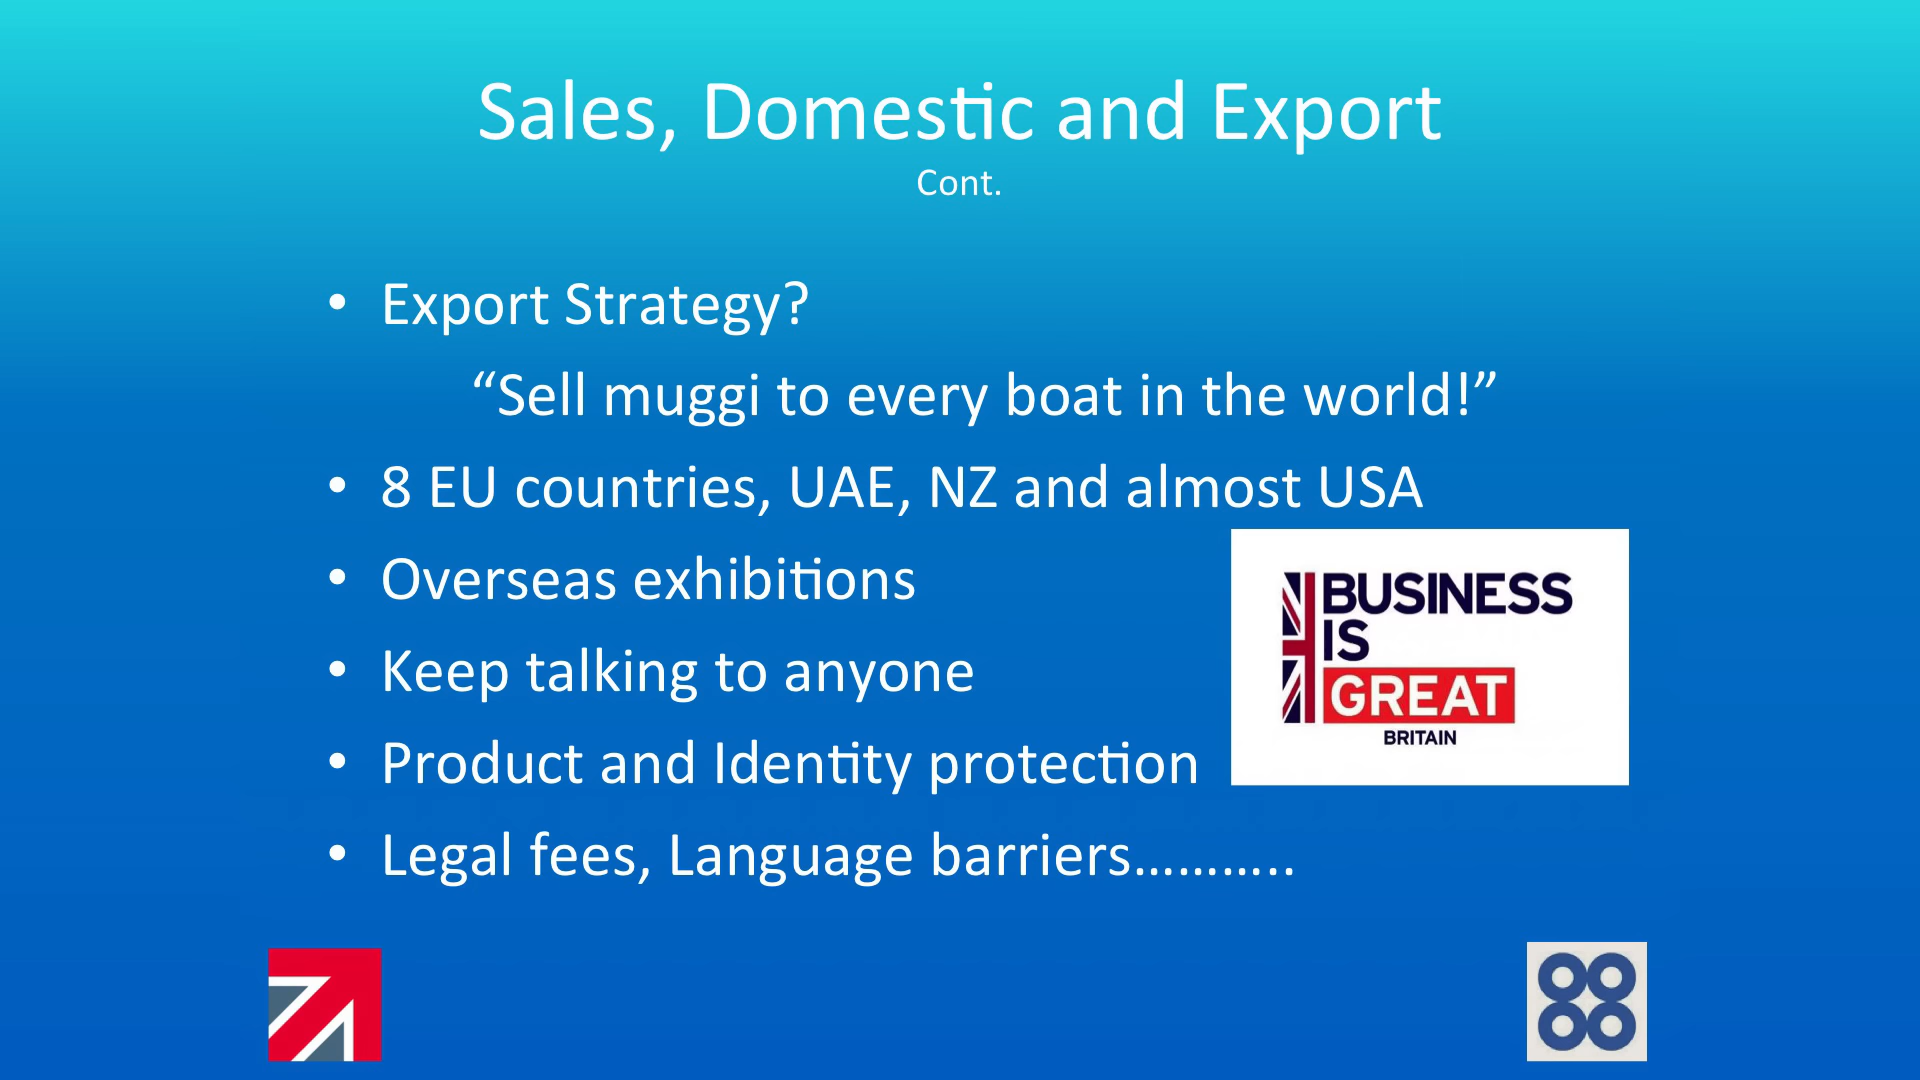 Sales, Domestic and Export
Cont.
• Export Strategy?
“Sell muggi to every boat in the world!”
• 8 EU countries, UAE, NZ and almost USA
• Overseas exhibitions
• Keep talking to anyone
• Product and Identity protection
• Legal fees, Language barriers………..
BUSINESS
IS
GREAT
BRITAIN